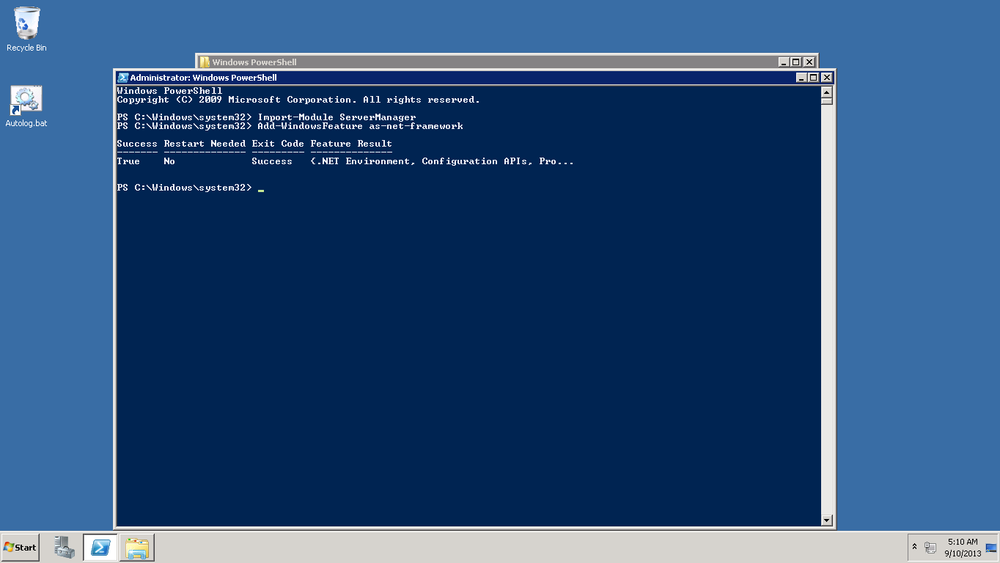 Recycle Bin
Autolog.bat
Windows PowerShell
Administrator: Windows PowerShell
Windows PowerShell
Copyright (C) 2009 Microsoft Corporation. All rights reserved.
PS C:\Windows\system32> Import-Module ServerManager
PS C:\Windows\system32> Add-WindowsFeature as-net-framework
Success Restart Needed Exit Code Feature Result
------- -------------- --------- --------------
True    No             Success   {.NET Environment, Configuration APIs, Pro...
PS C:\Windows\system32> _
Start
5:10 AM
9/10/2013